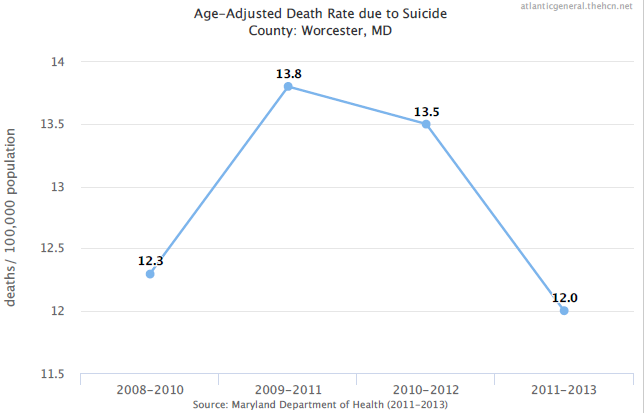 atlanticgeneral.thehcn.net
Age-Adjusted Death Rate due to Suicide
County: Worcester, MD
deaths/ 100,000 population
14
13.5
13
12.5
12
11.5
12.3
13.8
13.5
12.0
2008-2010
2009-2011
2010-2012
2011-2013
Source: Maryland Department of Health (2011-2013)